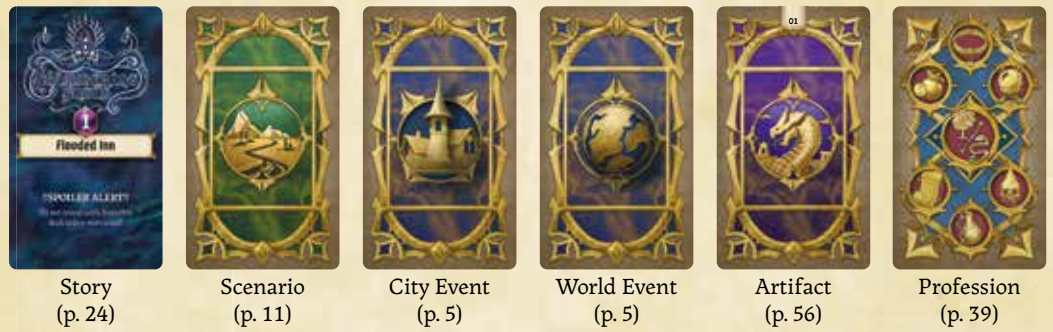 1
Flooded Inn
!!SPOILER ALERT!!
01
Story
(p. 24)
Scenario
(p. 11)
City Event
(p. 5)
World Event
(p. 5)
Artifact
(p. 56)
Profession
(p. 39)